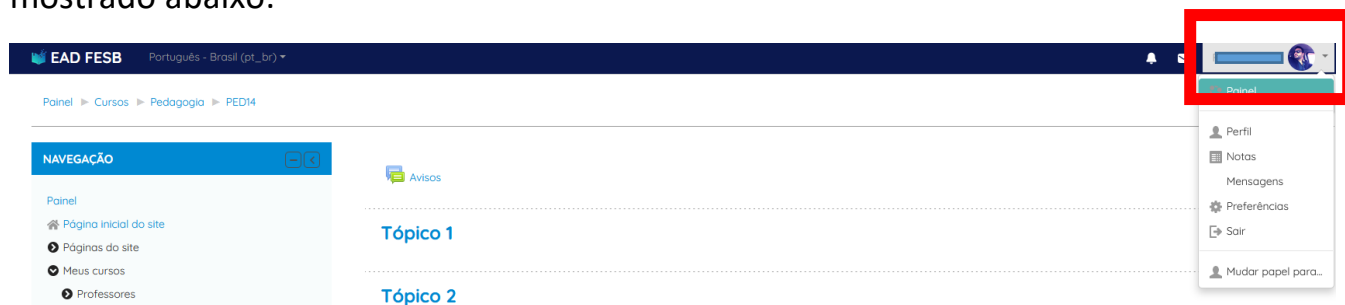 mostrado abaixo:
EAD FESB Português - Brasil (pt_br)
Painel
Painel Cursos Pedagogia PED14
Perfil
NAVEGAÇÃO
Notas
Avisos
Mensagens
Painel
Preferências
Página inicial do site
Tópico 1
Sair
Páginas do site
Meus cursos
Mudar papel para...
Professores
Tópico 2